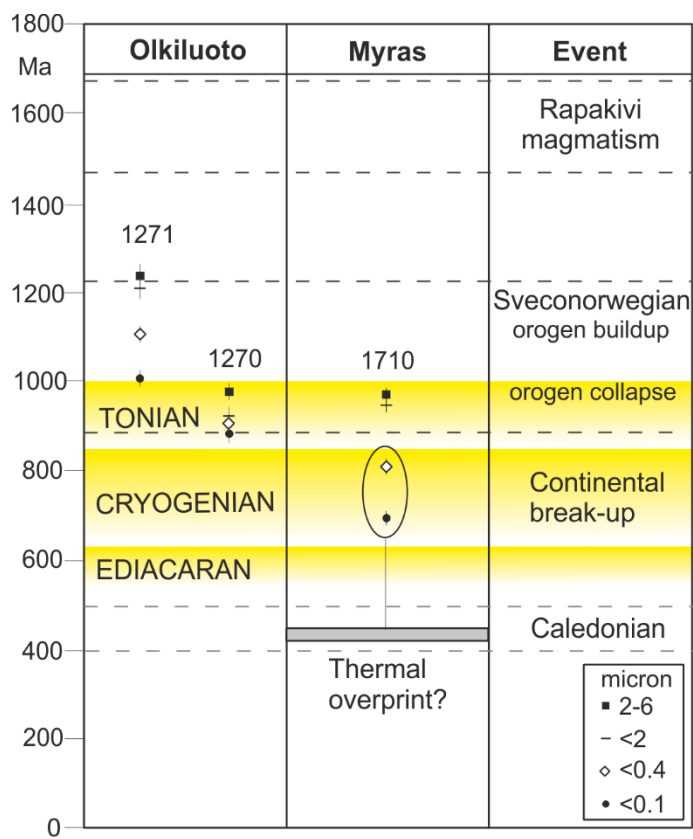 1800
Ma
Olkiluoto
Myras
Event
1600
Rapakivi
magmatism
1400
1271
1200
Sveconorwegian
orogen buildup
1270
1710
1000
orogen collapse
TONIAN
800
CRYOGENIAN
Continental
break-up
600
EDIACARAN
Caledonian
400
Thermal
overprint?
micron
2-6
<2
<0.4
<0.1
200
0